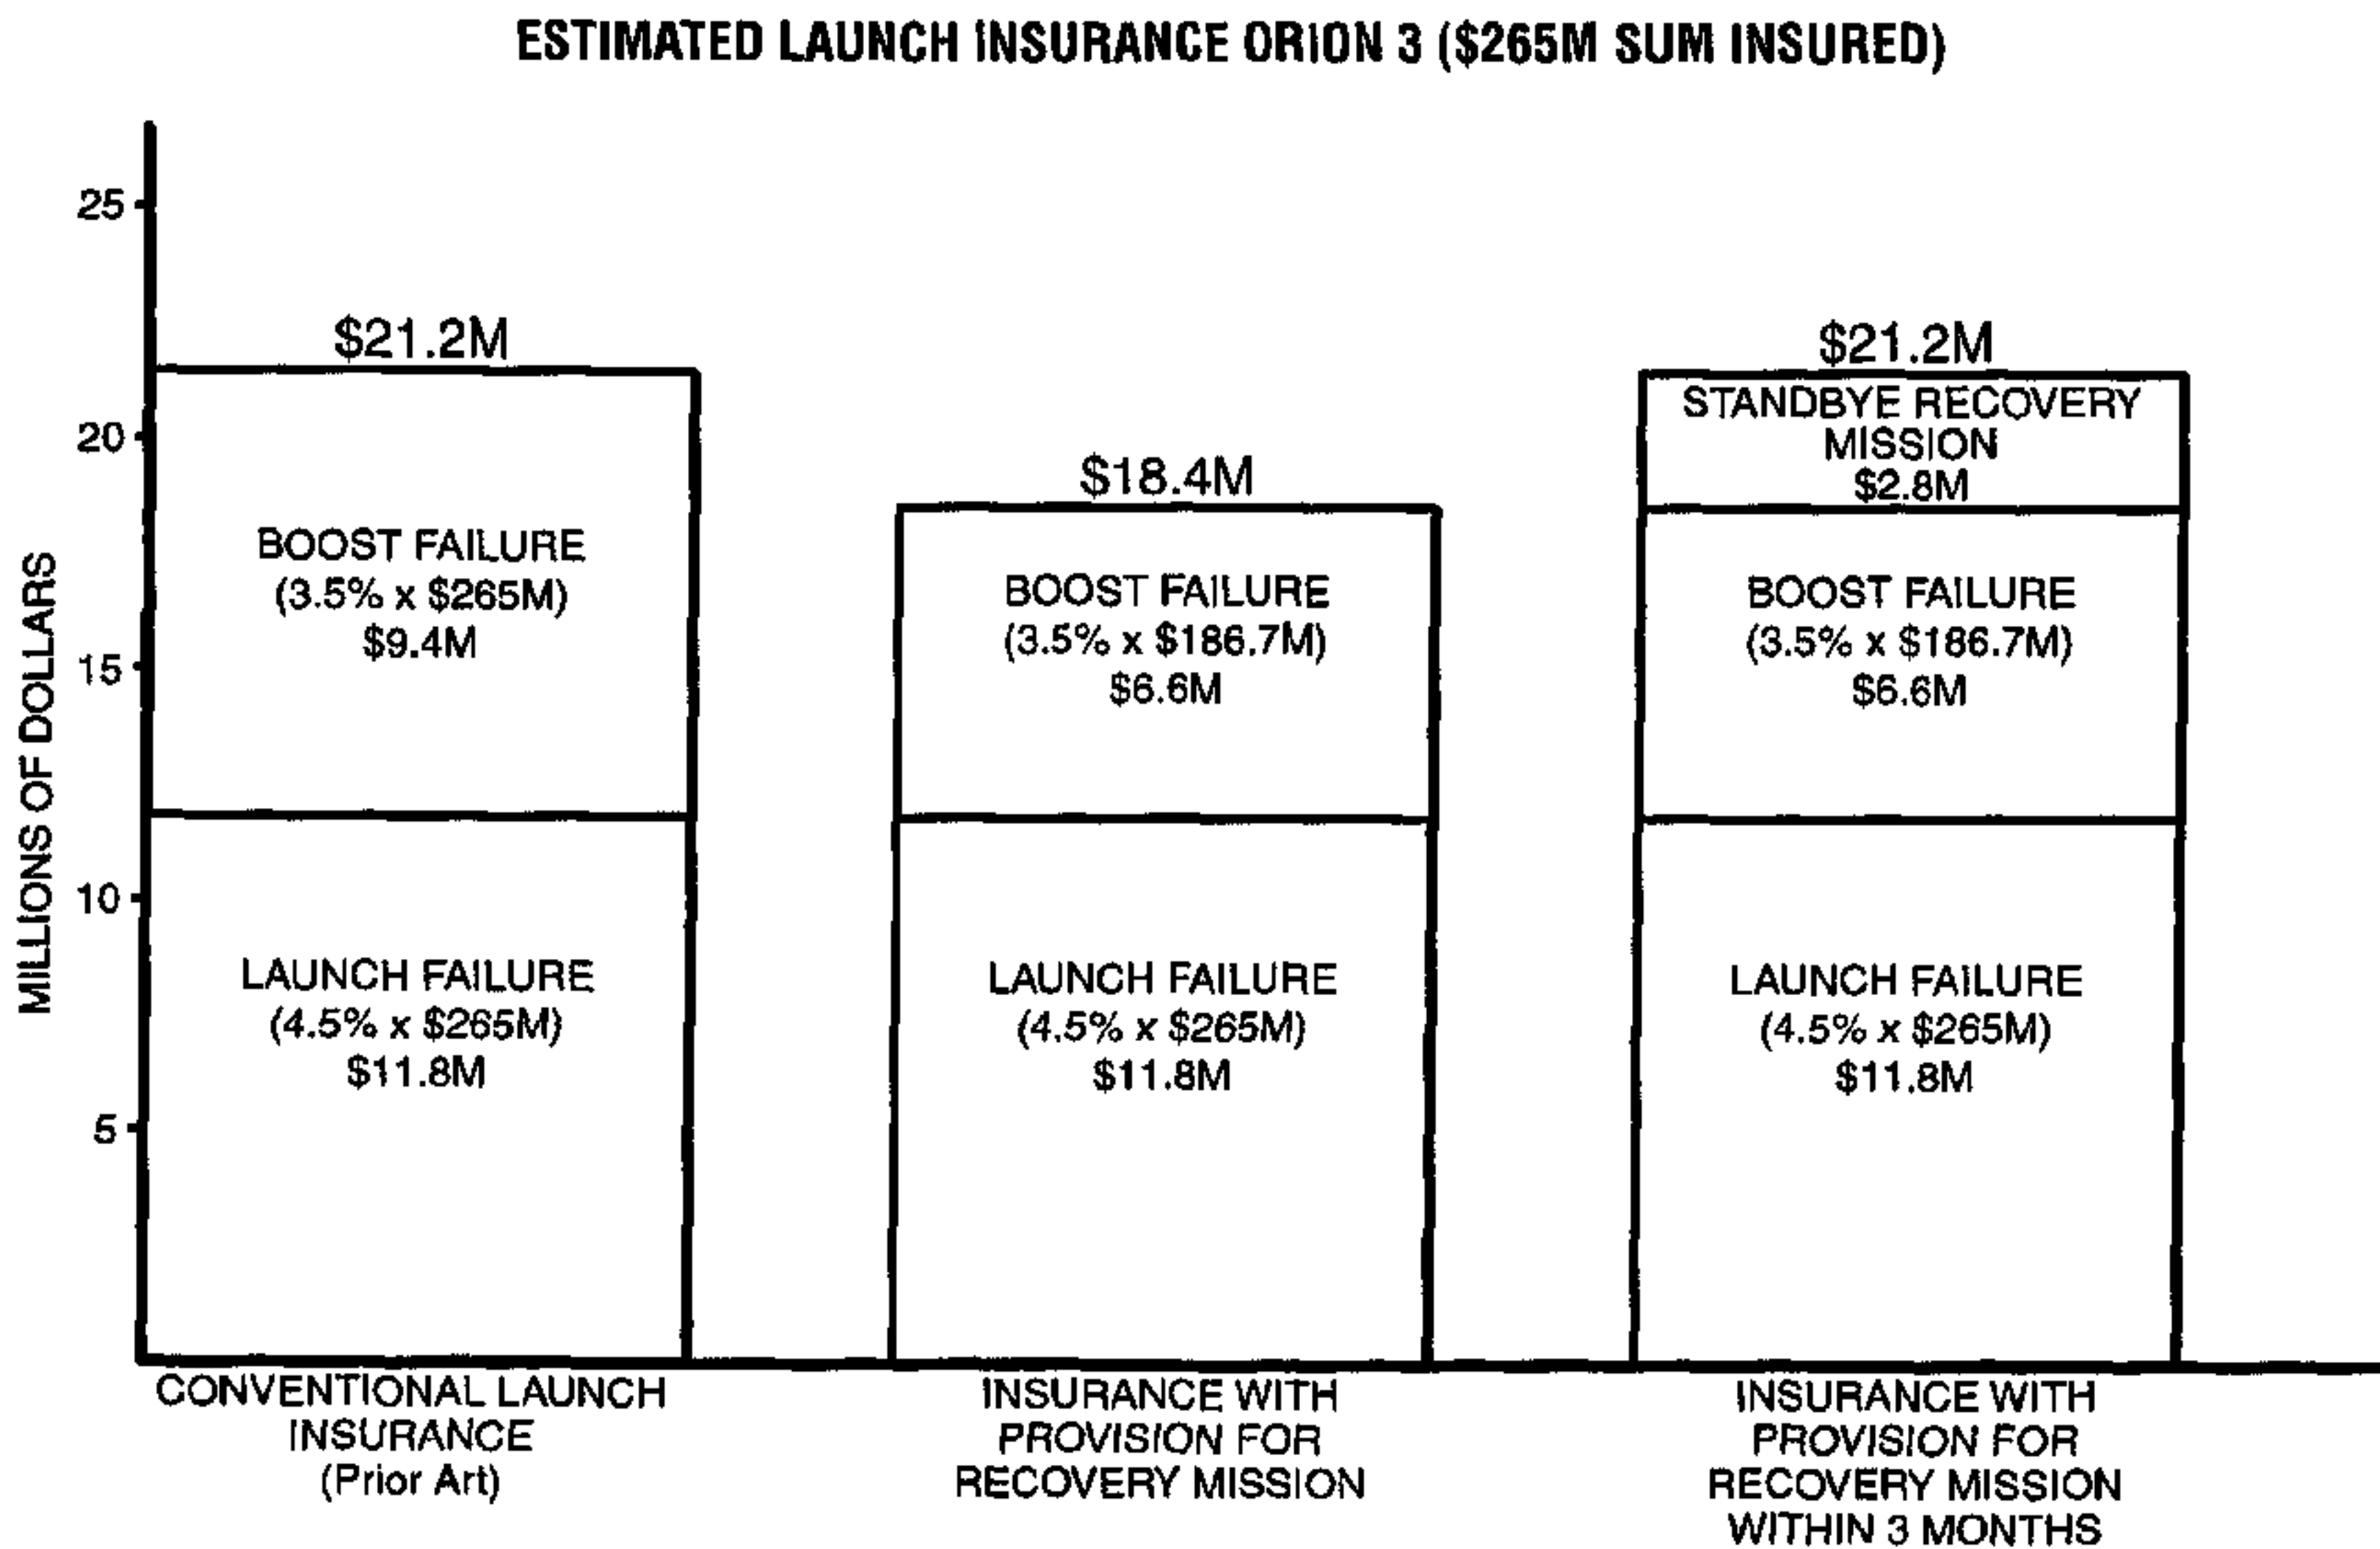 ESTIMATED LAUNCH INSURANCE ORION 3 ($265M SUM INSURED)
MILLIONS OF DOLLARS
25
20
15
10
5
$21.2M
BOOST FAILURE
(3.5% x $265M)
$9.4M
LAUNCH FAILURE
(4.5% x $265M)
$11.8M
CONVENTIONAL LAUNCH
INSURANCE
(Prior Art)
$18.4M
BOOST FAILURE
(3.5% x $186.7M)
$6.6M
LAUNCH FAILURE
(4.5% x $265M)
$11.8M
INSURANCE WITH
PROVISION FOR
RECOVERY MISSION
$21.2M
STANDBYE RECOVERY
MISSION
$2.8M
BOOST FAILURE
(3.5% x $186.7M)
$6.6M
LAUNCH FAILURE
(4.5% x $265M)
$11.8M
INSURANCE WITH
PROVISION FOR
RECOVERY MISSION
WITHIN 3 MONTHS